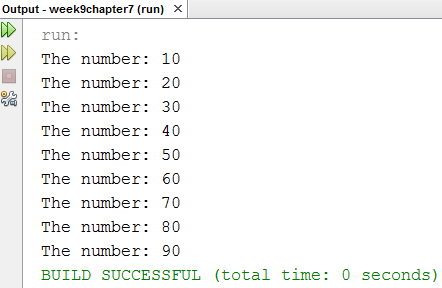 Output - week9chapter7 (run)
run:
The number: 10
The number: 20
The number: 30
The number: 40
The number: 50
The number: 60
The number: 70
The number: 80
The number: 90
BUILD SUCCESSFUL (total time: 0 seconds)